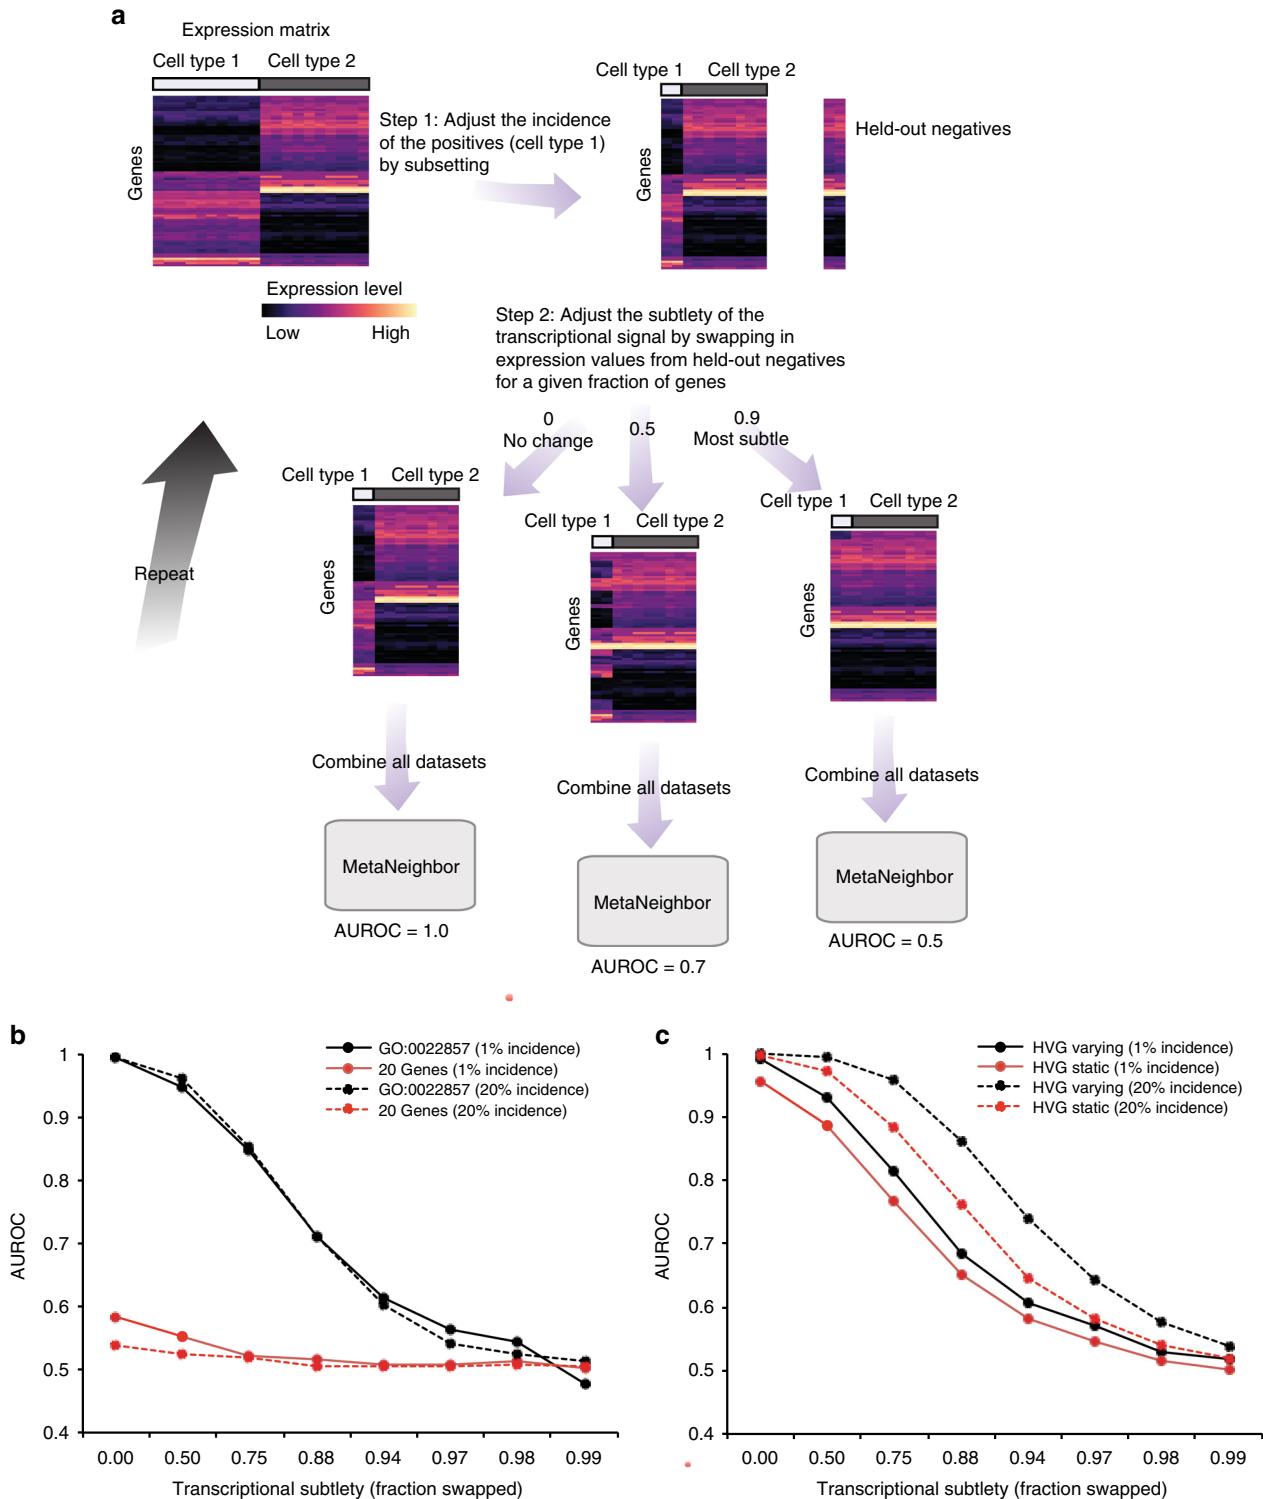 a
Expression matrix
Cell type 1 Cell type 2
Genes
Step 1: Adjust the incidence
of the positives (cell type 1)
by subsetting
Cell type 1 Cell type 2
Genes
Held-out negatives
Expression level
Low High
Step 2: Adjust the subtlety of the
transcriptional signal by swapping in
expression values from held-out negatives
for a given fraction of genes
0
No change
0.5
0.9
Most subtle
Repeat
Cell type 1 Cell type 2
Genes
Cell type 1 Cell type 2
Genes
Cell type 1 Cell type 2
Genes
Combine all datasets
Combine all datasets
Combine all datasets
MetaNeighbor
MetaNeighbor
MetaNeighbor
AUROC = 1.0
AUROC = 0.7
AUROC = 0.5
b
GO:0022857 (1% incidence)
20 Genes (1% incidence)
GO:0022857 (20% incidence)
20 Genes (20% incidence)
AUROC
1
0.9
0.8
0.7
0.6
0.5
0.4
0.00 0.50 0.75 0.88 0.94 0.97 0.98 0.99
Transcriptional subtlety (fraction swapped)
c
HVG varying (1% incidence)
HVG static (1% incidence)
HVG varying (20% incidence)
HVG static (20% incidence)
AUROC
1
0.9
0.8
0.7
0.6
0.5
0.4
0.00 0.50 0.75 0.88 0.94 0.97 0.98 0.99
Transcriptional subtlety (fraction swapped)